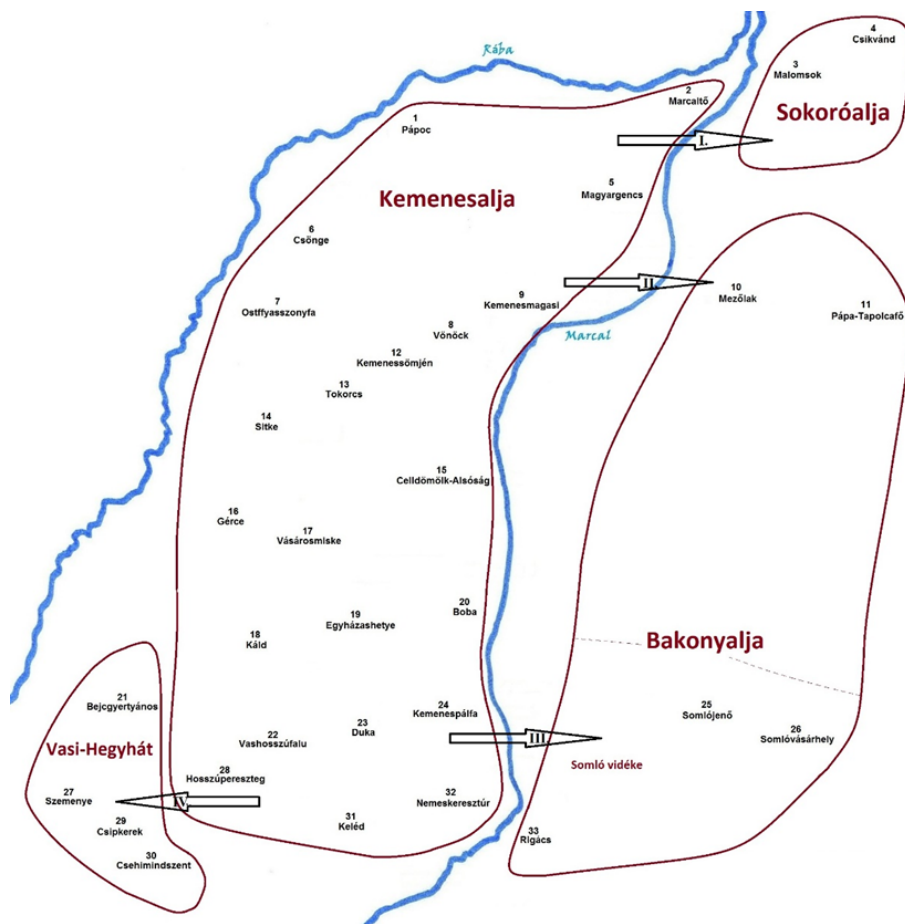 4
Csikvánd
Rába
3
Malomsok
2
Marcaltő
Sokoróalja
1
Pápoc
I.
5
Magyargencs
Kemenesalja
6
Csönge
II.
10
Mezőlak
9
Kemenesmagasi
7
Ostffyasszonyfa
11
Pápa-Tapolcafő
8
Vönöck
Marcal
12
Kemenessömjén
13
Tokorcs
14
Sitke
15
Celldömölk-Alsóság
16
Gérce
17
Vásárosmiske
20
Boba
19
Egyházashetye
18
Káld
Bakonyalja
21
Bejcgyertyános
24
Kemenespálfa
25
Somlójenő
23
Duka
26
Somlóvásárhely
22
Vashosszúfalu
III.
Vasi-Hegyhát
Somló vidéke
28
Hosszúpereszteg
27
Szemenye
IV.
32
Nemeskeresztúr
29
Csipkerek
31
Keléd
33
Rigács
30
Csehimindszent